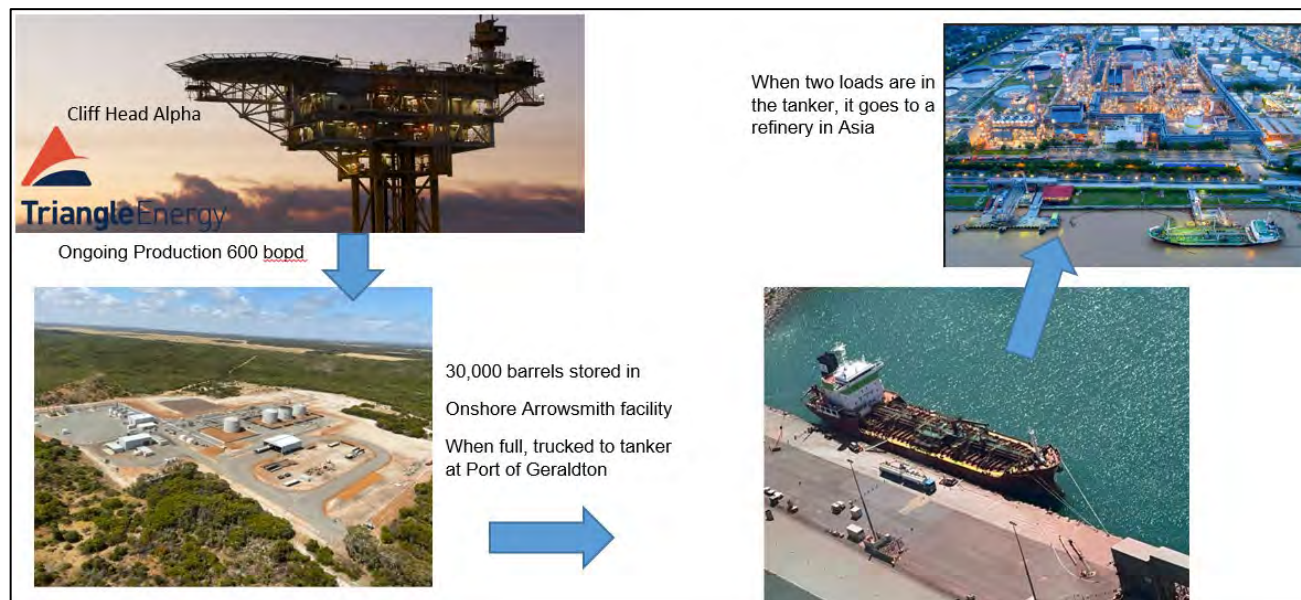 Cliff Head Alpha
TriangleEnergy
Ongoing Production 600 bopd
30,000 barrels stored in
Onshore Arrowsmith facility
When full, trucked to tanker
at Port of Geraldton
When two loads are in
the tanker, it goes to a
refinery in Asia